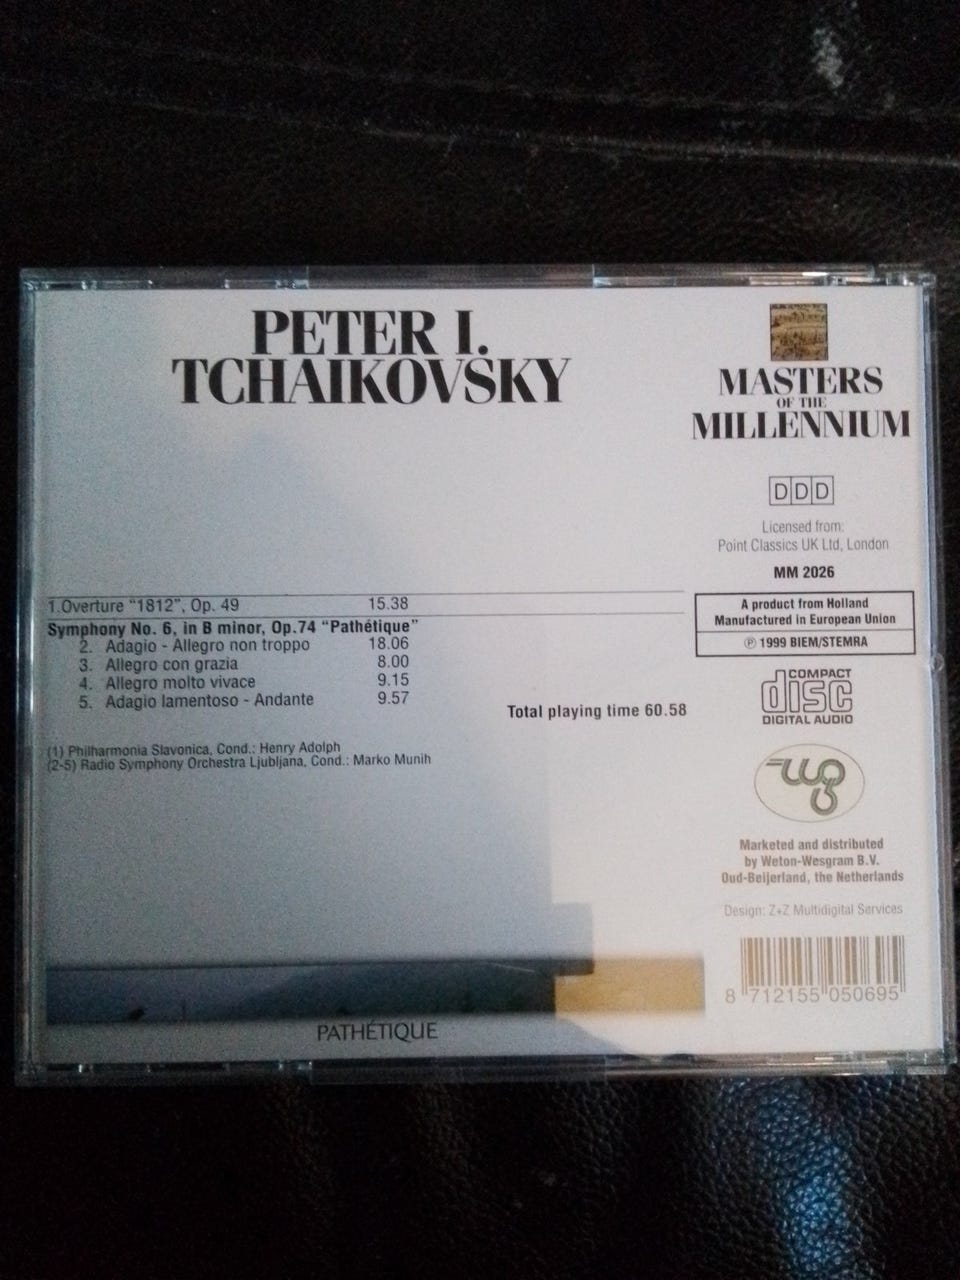 PETER I.
TCHAIKOVSKY
1.Overture "1812", Op. 49 15.38
Symphony No. 6, in B minor, Op.74 "Pathétique"
2. Adagio - Allegro non troppo 18.06
3. Allegro con grazia 8.00
4. Allegro molto vivace 9.15
5. Adagio lamentoso - Andante 9.57
Total playing time 60.58
(1) Philharmonia Slavonica, Cond.: Henry Adolph
(2-5) Radio Symphony Orchestra Ljubljana, Cond.: Marko Munih
PATHÉTIQUE
MASTERS
OF THE
MILLENNIUM
DDD
Licensed from:
Point Classics UK Ltd, London
MM 2026
A product from Holland
Manufactured in European Union
℗ 1999 BIEM/STEMRA
COMPACT
disc
DIGITAL AUDIO
Marketed and distributed
by Weton-Wesgram B.V.
Oud-Beijerland, the Netherlands
Design: Z+Z Multidigital Services
8 712155 050695